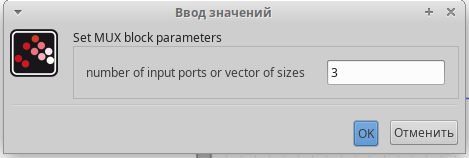 Ввод значений
Set MUX block parameters
number of input ports or vector of sizes 3
OK Отменить